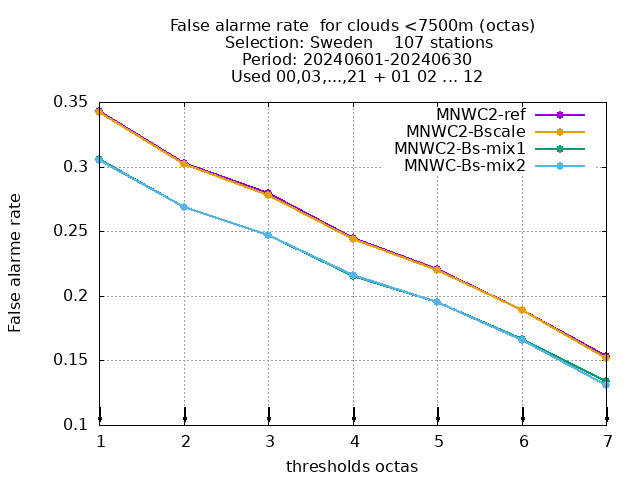 False alarme rate  for clouds <7500m (octas)
Selection: Sweden    107 stations
Period: 20240601-20240630
Used 00,03,...,21 + 01 02 ... 12
MNWC2-ref
MNWC2-Bscale
MNWC2-Bs-mix1
MNWC-Bs-mix2
False alarme rate
0.35
0.3
0.25
0.2
0.15
0.1
1 2 3 4 5 6 7
thresholds octas